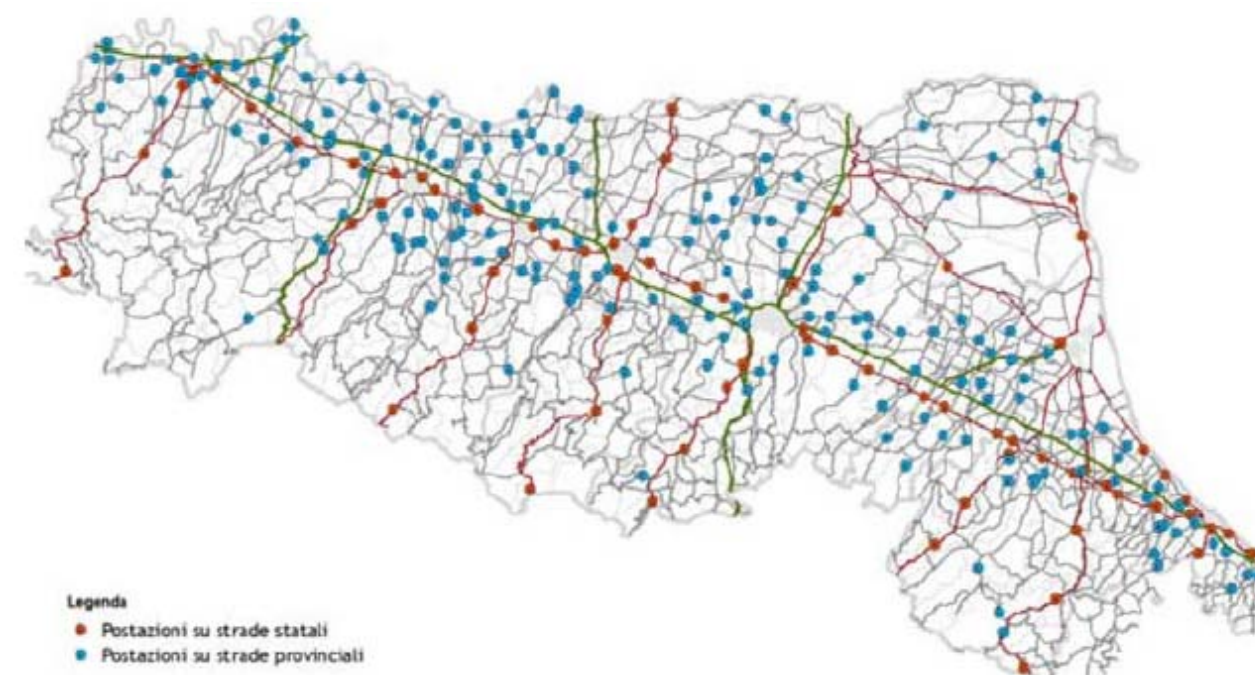 Legenda
Postazioni su strade statali
Postazioni su strade provinciali